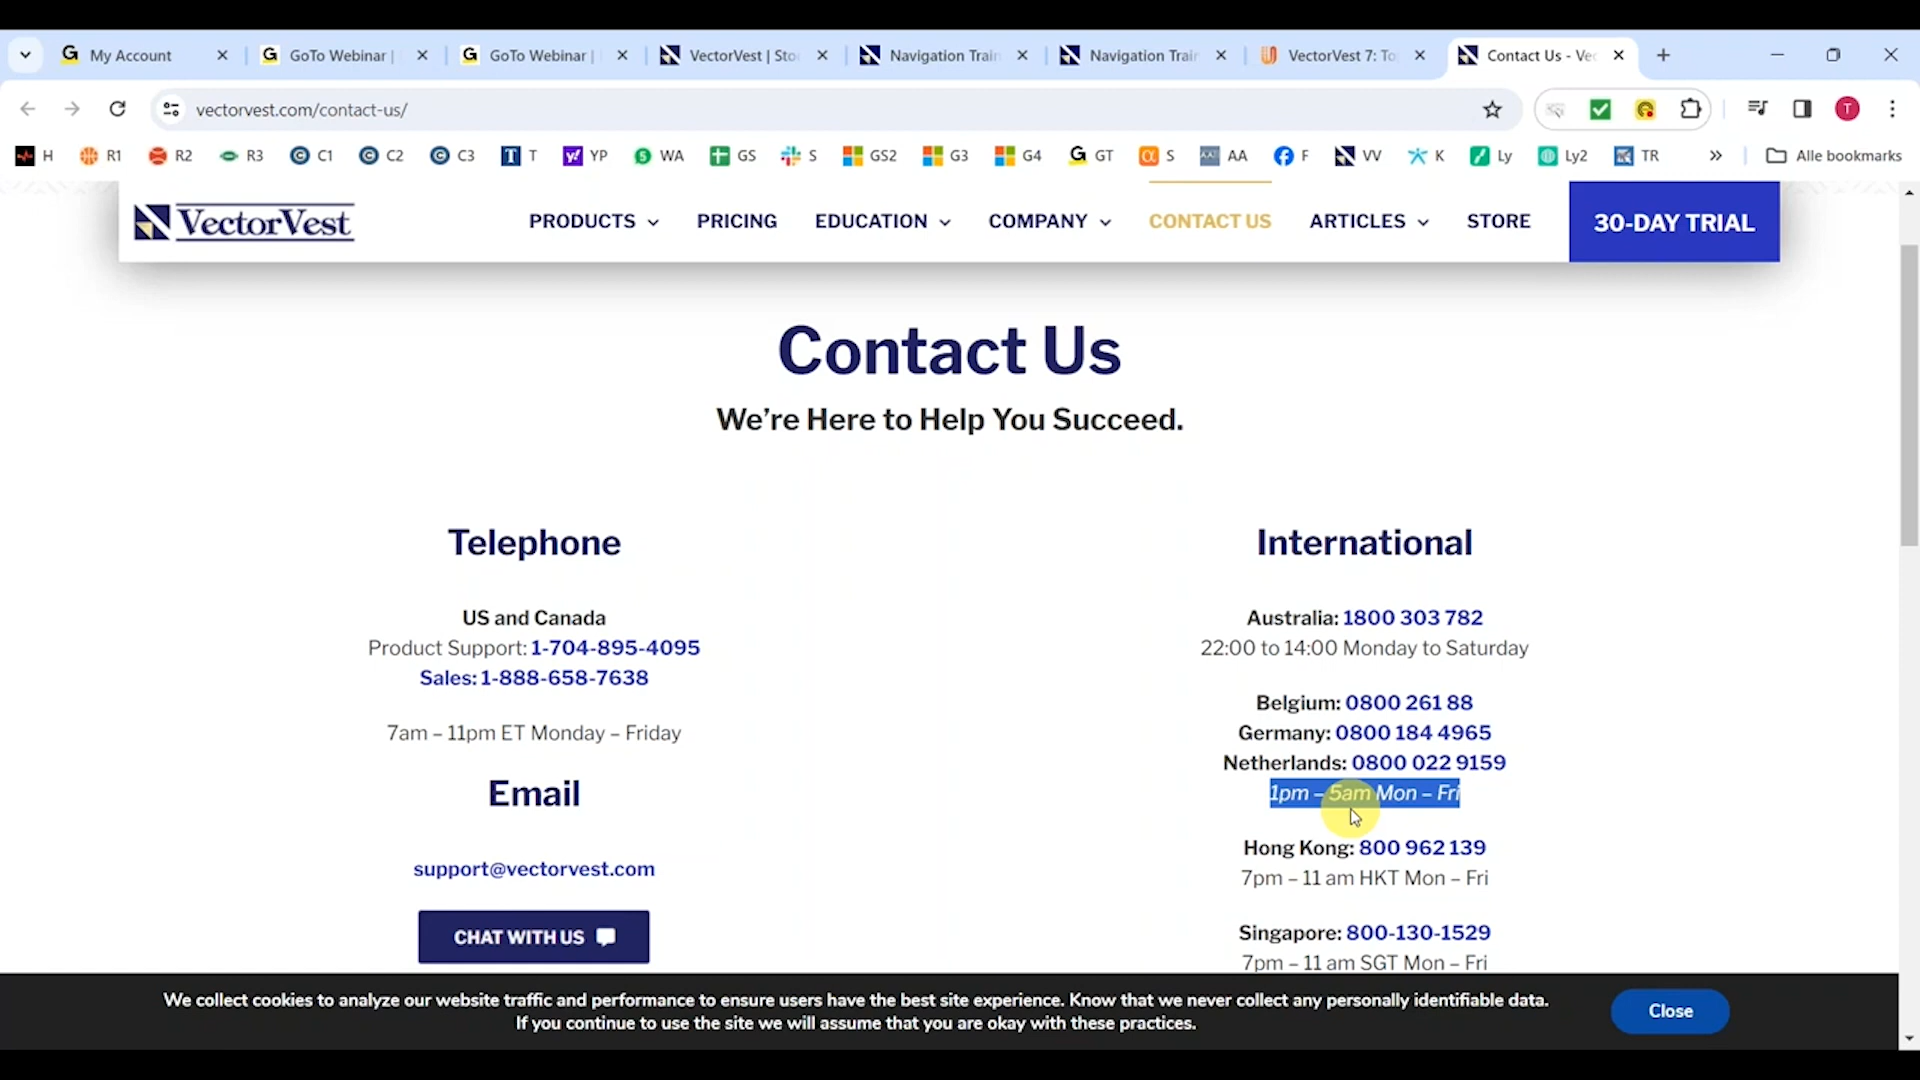 My Account
GoTo Webinar |
GoTo Webinar |
VectorVest | Sto
Navigation Train
Navigation Train
VectorVest 7: To
Contact Us - Vec
vectorvest.com/contact-us/
T
H
R1
R2
R3
C1
C2
C3
T
YP
WA
GS
S
GS2
G3
G4
GT
S
AA
F
VV
K
Ly
Ly2
TR
»
Alle bookmarks
VectorVest
PRODUCTS
PRICING
EDUCATION
COMPANY
CONTACT US
ARTICLES
STORE
30-DAY TRIAL
Contact Us
We're Here to Help You Succeed.
Telephone
US and Canada
Product Support: 1-704-895-4095
Sales: 1-888-658-7638
7am – 11pm ET Monday – Friday
Email
support@vectorvest.com
CHAT WITH US
International
Australia: 1800 303 782
22:00 to 14:00 Monday to Saturday
Belgium: 0800 261 88
Germany: 0800 184 4965
Netherlands: 0800 022 9159
1pm – 5am Mon – Fri
Hong Kong: 800 962 139
7pm – 11 am HKT Mon – Fri
Singapore: 800-130-1529
7pm – 11 am SGT Mon – Fri
We collect cookies to analyze our website traffic and performance to ensure users have the best site experience. Know that we never collect any personally identifiable data.
If you continue to use the site we will assume that you are okay with these practices.
Close